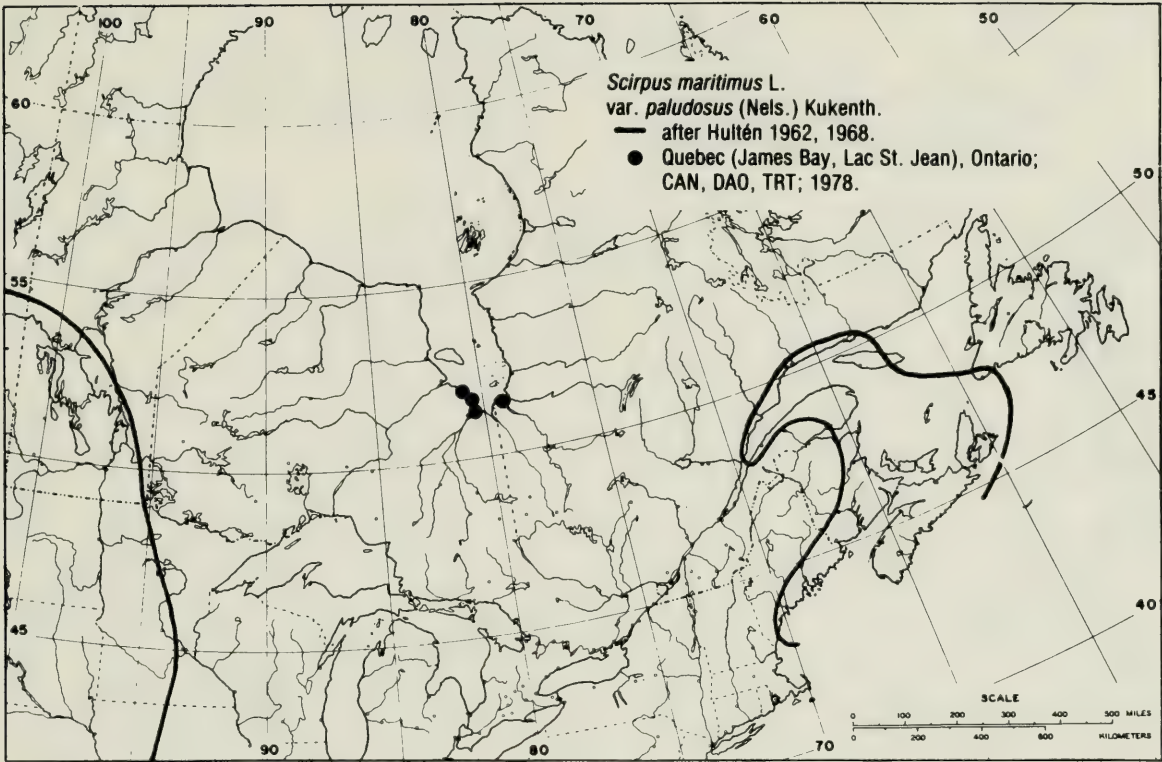 100 90 80 70 60 50
Scirpus maritimus L.
var. paludosus (Nels.) Kukenth.
after Hultén 1962, 1968.
Quebec (James Bay, Lac St. Jean), Ontario;
CAN, DAO, TRT; 1978.
60
50
55
45
40
45
SCALE
0 100 200 300 400 500 MILES
0 200 400 600 KILOMETERS
90 80 70